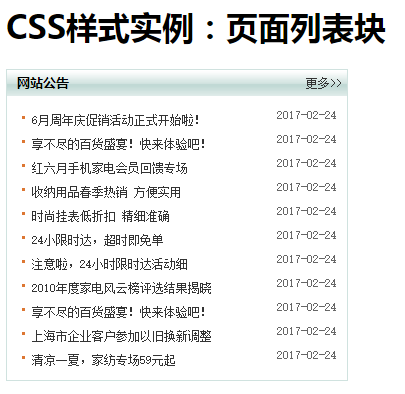 CSS样式实例：页面列表块
网站公告 更多>>
6月周年庆促销活动正式开始啦！ 2017-02-24
享不尽的百货盛宴！快来体验吧！ 2017-02-24
红六月手机家电会员回馈专场 2017-02-24
收纳用品春季热销 方便实用 2017-02-24
时尚挂表低折扣 精细准确 2017-02-24
24小限时达，超时即免单 2017-02-24
注意啦，24小时限时达活动细 2017-02-24
2010年度家电风云榜评选结果揭晓 2017-02-24
享不尽的百货盛宴！快来体验吧！ 2017-02-24
上海市企业客户参加以旧换新调整 2017-02-24
清凉一夏，家纺专场59元起 2017-02-24